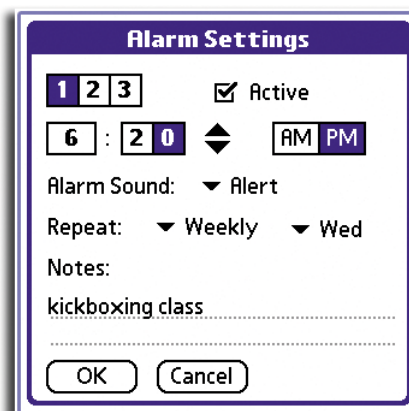 Alarm Settings
1 2 3 Active
6 : 2 0 AM PM
Alarm Sound: Alert
Repeat: Weekly Wed
Notes:
kickboxing class
OK Cancel